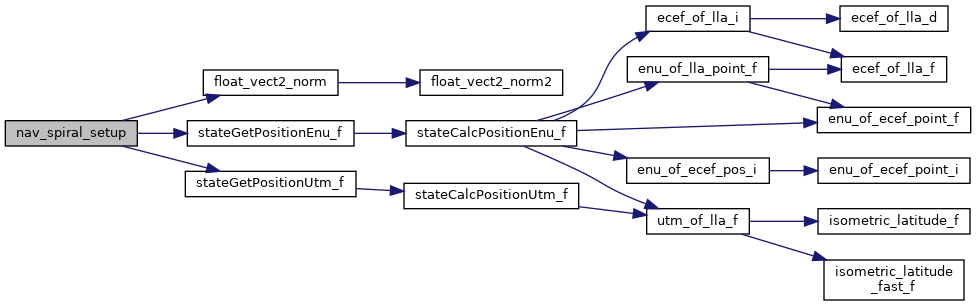 nav_spiral_setup
float_vect2_norm
float_vect2_norm2
stateGetPositionEnu_f
stateCalcPositionEnu_f
stateGetPositionUtm_f
stateCalcPositionUtm_f
ecef_of_lla_i
ecef_of_lla_d
enu_of_lla_point_f
ecef_of_lla_f
enu_of_ecef_point_f
enu_of_ecef_pos_i
enu_of_ecef_point_i
utm_of_lla_f
isometric_latitude_f
isometric_latitude
_fast_f